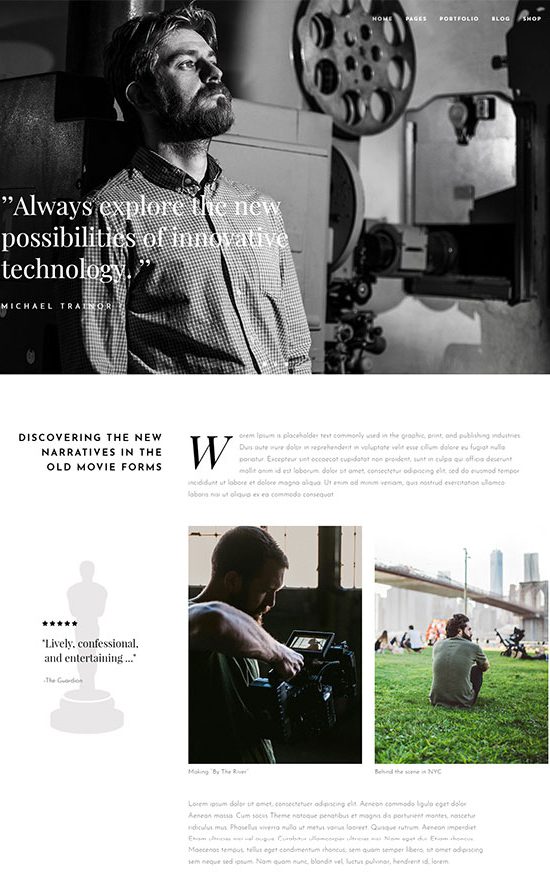 HOME PAGES PORTFOLIO BLOG SHOP
”Always explore the new
possibilities of innovative
technology. ”
MICHAEL TRAINOR
DISCOVERING THE NEW
NARRATIVES IN THE
OLD MOVIE FORMS
Worem Ipsum is placeholder text commonly used in the graphic, print, and publishing industries.
Duis aute irure dolor in reprehenderit in voluptate velit esse cillum dolore eu fugiat nulla
pariatur. Excepteur sint occaecat cupidatat non proident, sunt in culpa qui officia deserunt
mollit anim id est laborum. dolor sit amet, consectetur adipiscing elit, sed do eiusmod tempor
incididunt ut labore et dolore magna aliqua. Ut enim ad minim veniam, quis nostrud exercitation ullamco
laboris nisi ut aliquip ex ea commodo consequat
"Lively, confessional,
and entertaining ..."
-The Guardian
Making "By The River"
Behind the scene in NYC
Lorem ipsum dolor sit amet, consectetuer adipiscing elit. Aenean commodo ligula eget dolor
Aenean massa. Cum sociis Theme natoque penatibus et magnis dis parturient montes, nascetur
ridiculus mus. Phasellus viverra nulla ut metus varius laoreet. Quisque rutrum. Aenean imperdiet
Etiam ultricies nisi vel augue. Curabitur ullamcorper ultricies nisi. Nam eget dui. Etiam rhoncus
Maecenas tempus, tellus eget condimentum rhoncus, sem quam semper libero, sit amet adipiscing
sem neque sed ipsum. Nam quam nunc, blandit vel, luctus pulvinar, hendrerit id, lorem.